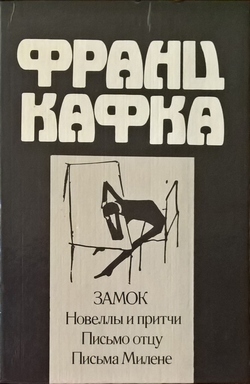 ФРАНЦ
КАФКА
ЗАМОК
Новеллы и притчи
Письмо отцу
Письма Милене